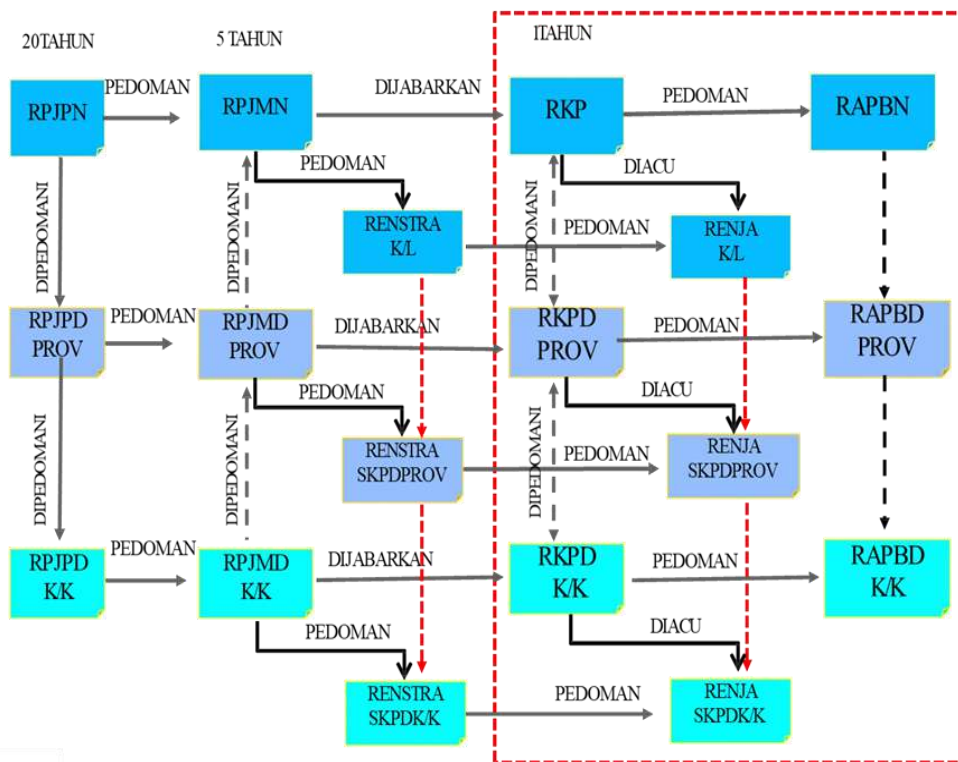 20TAHUN
5 TAHUN
1TAHUN
RPJPN
PEDOMAN
RPJMN
DIJABARKAN
RKP
PEDOMAN
RAPBN
PEDOMAN
DIACU
DIPEDOMANI
DIPEDOMANI
DIPEDOMANI
RENSTRA
K/L
PEDOMAN
RENJA
K/L
RPJPD
PROV
PEDOMAN
RPJMD
PROV
DIJABARKAN
RKPD
PROV
PEDOMAN
RAPBD
PROV
PEDOMAN
DIACU
DIPEDOMANI
DIPEDOMANI
DIPEDOMANI
RENSTRA
SKPDPROV
PEDOMAN
RENJA
SKPDPROV
RPJPD
K/K
PEDOMAN
RPJMD
K/K
DIJABARKAN
RKPD
K/K
PEDOMAN
RAPBD
K/K
PEDOMAN
DIACU
RENSTRA
SKPDK/K
PEDOMAN
RENJA
SKPDK/K